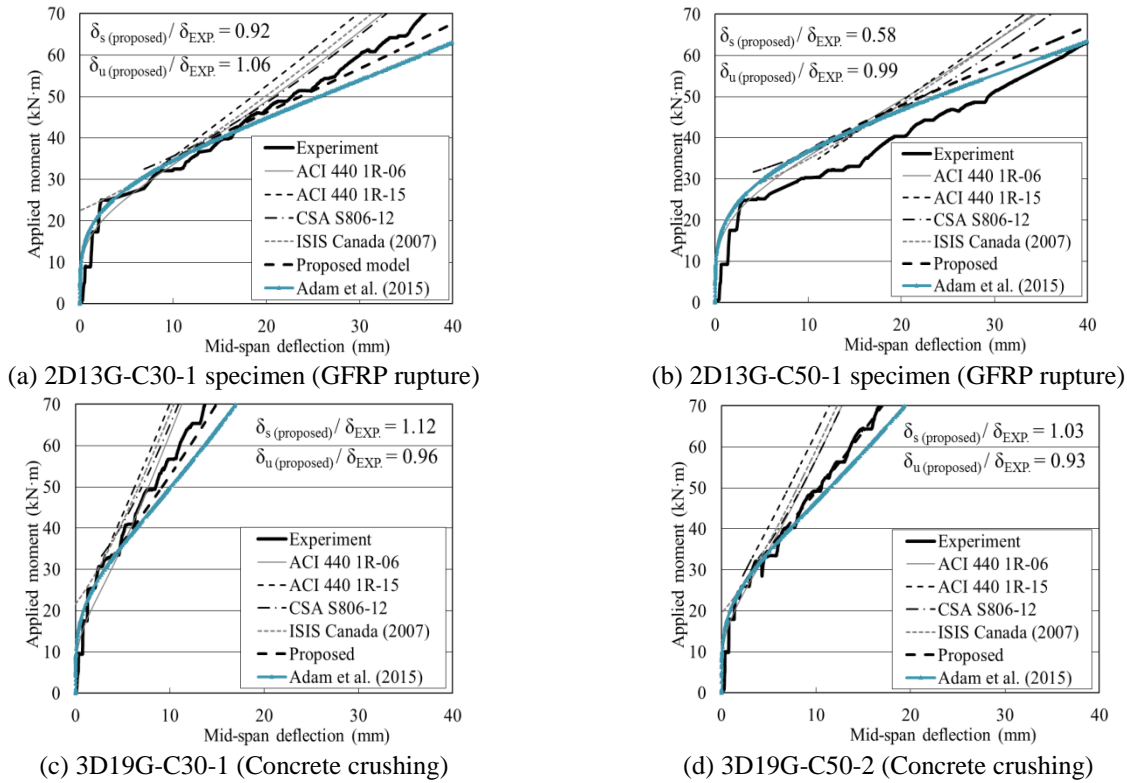 δs (proposed)/ δEXP. = 0.92
δu (proposed)/ δEXP. = 1.06
Applied moment (kN·m)
70
60
50
40
30
20
10
0
Experiment
ACI 440 1R-06
ACI 440 1R-15
CSA S806-12
ISIS Canada (2007)
Proposed model
Adam et al. (2015)
0 10 20 30 40
Mid-span deflection (mm)
(a) 2D13G-C30-1 specimen (GFRP rupture)
δs (proposed)/ δEXP. = 0.58
δu (proposed)/ δEXP. = 0.99
Applied moment (kN·m)
70
60
50
40
30
20
10
0
Experiment
ACI 440 1R-06
ACI 440 1R-15
CSA S806-12
ISIS Canada (2007)
Proposed
Adam et al. (2015)
0 10 20 30 40
Mid-span deflection (mm)
(b) 2D13G-C50-1 specimen (GFRP rupture)
δs (proposed)/ δEXP. = 1.12
δu (proposed)/ δEXP. = 0.96
Applied moment (kN·m)
70
60
50
40
30
20
10
0
Experiment
ACI 440 1R-06
ACI 440 1R-15
CSA S806-12
ISIS Canada (2007)
Proposed
Adam et al. (2015)
0 10 20 30 40
Mid-span deflection (mm)
(c) 3D19G-C30-1 (Concrete crushing)
δs (proposed)/ δEXP. = 1.03
δu (proposed)/ δEXP. = 0.93
Applied moment (kN·m)
70
60
50
40
30
20
10
0
Experiment
ACI 440 1R-06
ACI 440 1R-15
CSA S806-12
ISIS Canada (2007)
Proposed
Adam et al. (2015)
0 10 20 30 40
Mid-span deflection (mm)
(d) 3D19G-C50-2 (Concrete crushing)